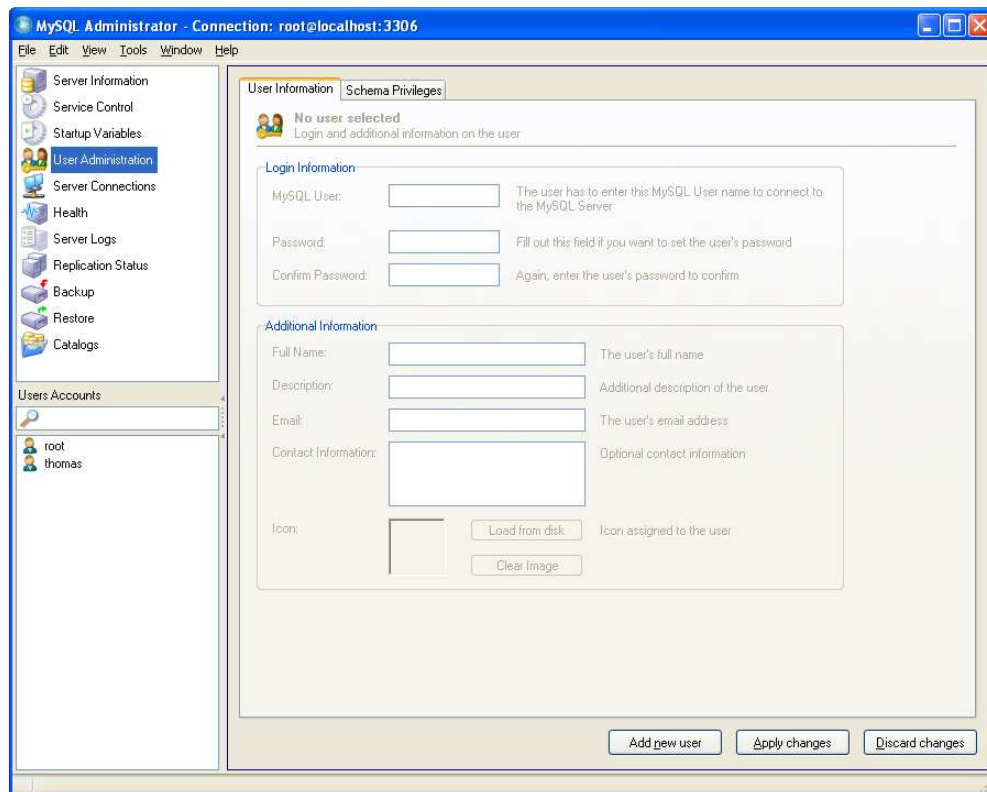 MySQL Administrator - Connection: root@localhost:3306
File Edit View Tools Window Help
Server Information
Service Control
Startup Variables
User Administration
Server Connections
Health
Server Logs
Replication Status
Backup
Restore
Catalogs
Users Accounts
root
thomas
User Information
Schema Privileges
No user selected
Login and additional information on the user
Login Information
MySQL User:
The user has to enter this MySQL User name to connect to
the MySQL Server
Password:
Fill out this field if you want to set the user's password
Confirm Password:
Again, enter the user's password to confirm
Additional Information
Full Name:
The user's full name
Description:
Additional description of the user
Email:
The user's email address
Contact Information:
Optional contact information
Icon:
Load from disk
Icon assigned to the user
Clear Image
Add new user
Apply changes
Discard changes